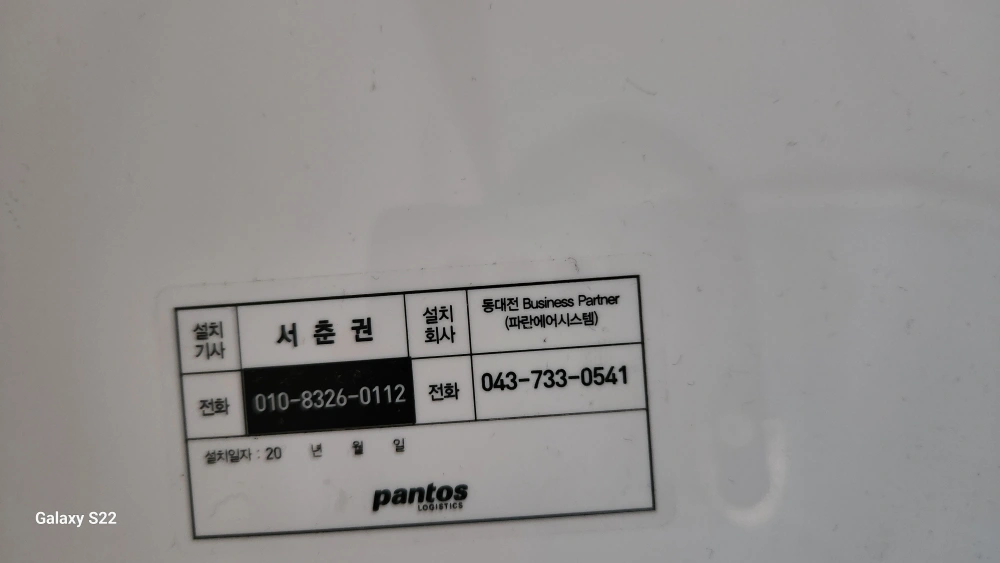 설치 기사
서 춘 권
설치 회사
동대전 Business Partner
(파란에어시스템)
전화
010-8326-0112
전화
043-733-0541
설치일자 : 20 년 월 일
pantos
LOGISTICS
Galaxy S22